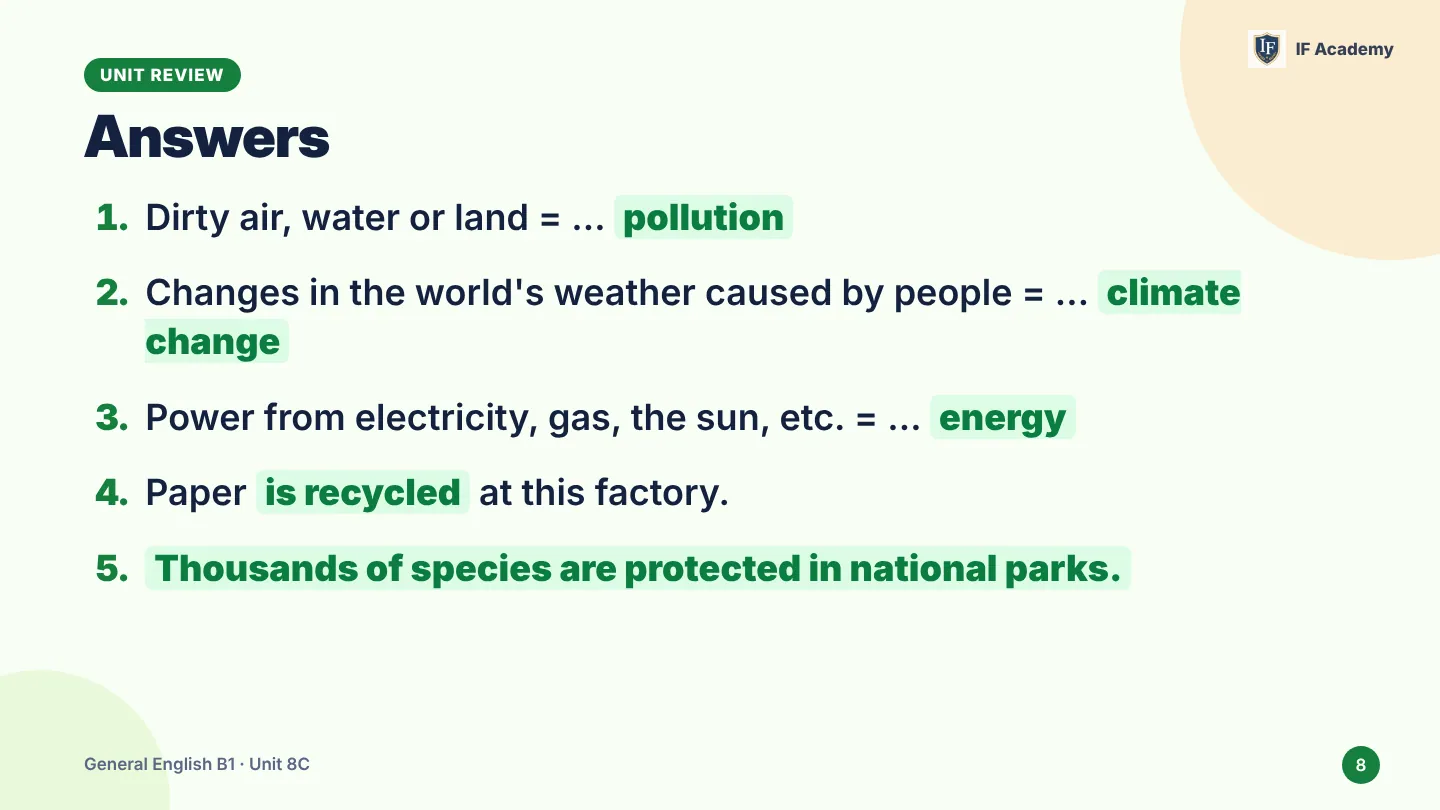 IF
IF Academy
UNIT REVIEW
Answers
1. Dirty air, water or land = ... pollution
2. Changes in the world's weather caused by people = ... climate
change
3. Power from electricity, gas, the sun, etc. = ... energy
4. Paper is recycled at this factory.
5. Thousands of species are protected in national parks.
General English B1 · Unit 8C
8